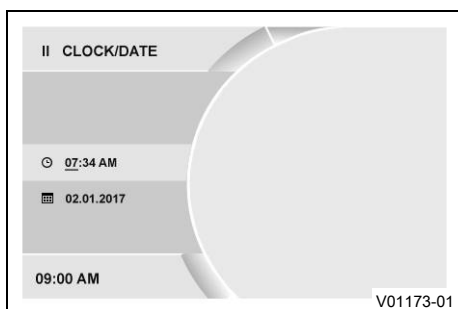 II CLOCK/DATE
07:34 AM
02.01.2017
09:00 AM
V01173-01